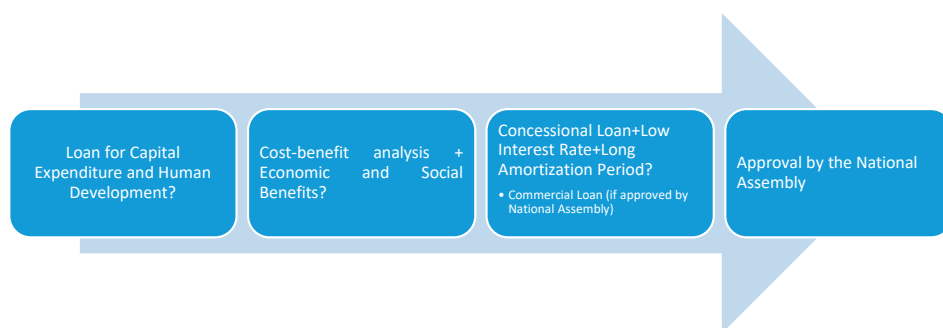 Loan for Capital
Expenditure and Human
Development?
Cost-benefit analysis +
Economic and Social
Benefits?
Concessional Loan+Low
Interest Rate+Long
Amortization Period?
• Commercial Loan (if approved by
National Assembly)
Approval by the National
Assembly